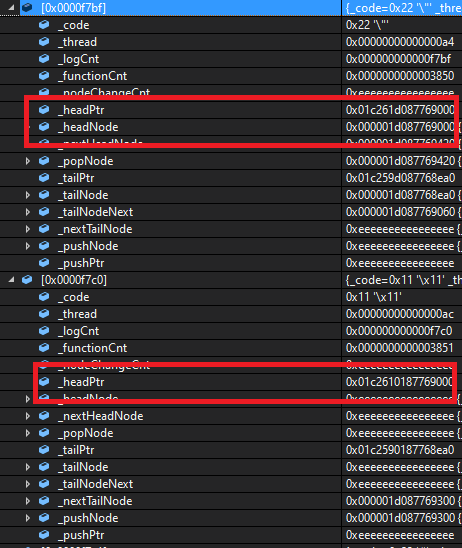 [0x0000f7bf] {_code=0x22 '\"' _thre
_code 0x22 '\"'
_thread 0x00000000000000a4
_logCnt 0x000000000000f7bf
_functionCnt 0x0000000000003850
_nodeChangeCnt 0xeeeeeeeeeeeeeeee
_headPtr 0x01c261d087769000
_headNode 0x000001d087769000 {
_nextHeadNode 0x000001d087769420 {
_popNode 0x000001d087769420 {
_tailPtr 0x01c259d087768ea0
_tailNode 0x000001d087768ea0 {
_tailNodeNext 0x000001d087769060 {
_nextTailNode 0xeeeeeeeeeeeeeeee {
_pushNode 0xeeeeeeeeeeeeeeee {
_pushPtr 0xeeeeeeeeeeeeeeee
[0x0000f7c0] {_code=0x11 '\x11' _th
_code 0x11 '\x11'
_thread 0x00000000000000ac
_logCnt 0x000000000000f7c0
_functionCnt 0x0000000000003851
_nodeChangeCnt 0xeeeeeeeeeeeeeeee
_headPtr 0x01c2610187769000
_headNode 0xeeeeeeeeeeeeeeee {
_nextHeadNode 0xeeeeeeeeeeeeeeee {
_popNode 0xeeeeeeeeeeeeeeee {
_tailPtr 0x01c2590187768ea0
_tailNode 0xeeeeeeeeeeeeeeee {
_tailNodeNext 0xeeeeeeeeeeeeeeee {
_nextTailNode 0x000001d087769300 {
_pushNode 0x000001d087769300 {
_pushPtr 0xeeeeeeeeeeeeeeee